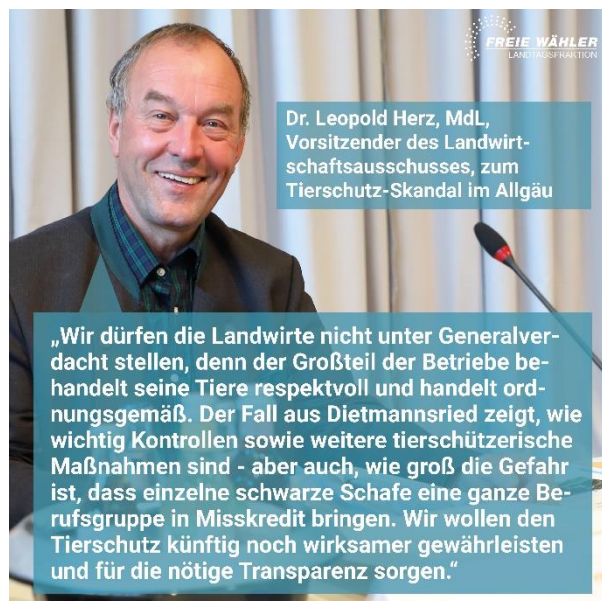 FREIE WÄHLER
LANDTAGSFRAKTION
Dr. Leopold Herz, MdL,
Vorsitzender des Landwirt-
schaftsausschusses, zum
Tierschutz-Skandal im Allgäu
„Wir dürfen die Landwirte nicht unter Generalver-
dacht stellen, denn der Großteil der Betriebe be-
handelt seine Tiere respektvoll und handelt ord-
nungsgemäß. Der Fall aus Dietmannsried zeigt, wie
wichtig Kontrollen sowie weitere tierschützerische
Maßnahmen sind - aber auch, wie groß die Gefahr
ist, dass einzelne schwarze Schafe eine ganze Be-
rufsgruppe in Misskredit bringen. Wir wollen den
Tierschutz künftig noch wirksamer gewährleisten
und für die nötige Transparenz sorgen.“